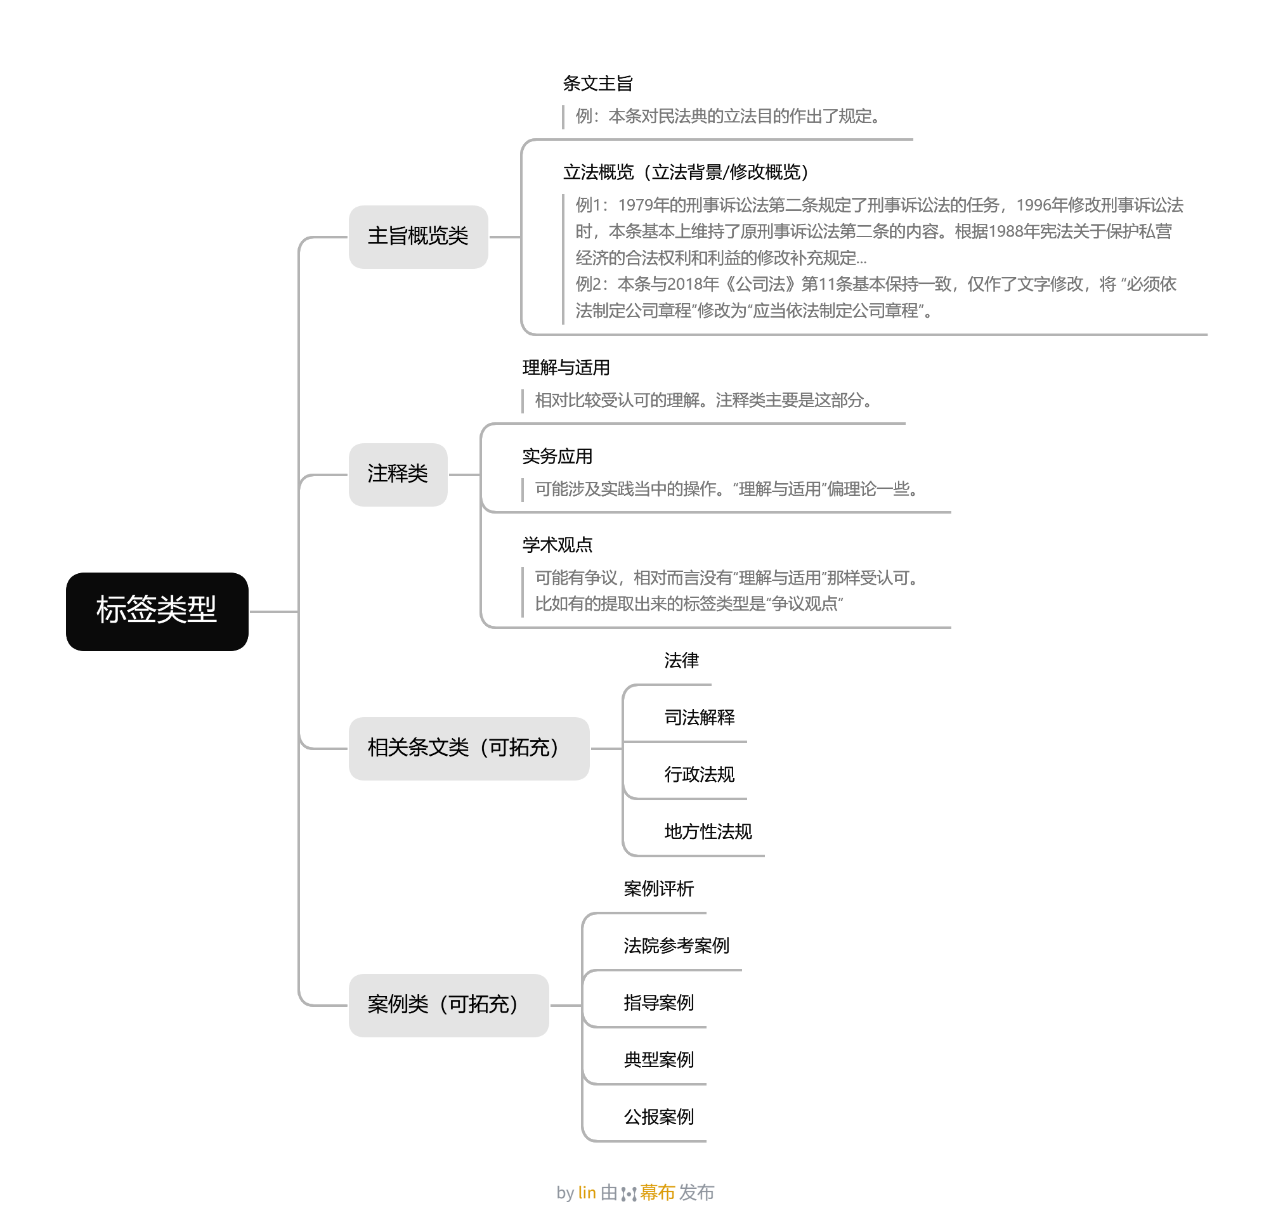 标签类型
主旨概览类
条文主旨
例：本条对民法典的立法目的作出了规定。
立法概览（立法背景/修改概览）
例1：1979年的刑事诉讼法第二条规定了刑事诉讼法的任务，1996年修改刑事诉讼法
时，本条基本上维持了原刑事诉讼法第二条的内容。根据1988年宪法关于保护私营
经济的合法权利和利益的修改补充规定...
例2：本条与2018年《公司法》第11条基本保持一致，仅作了文字修改，将 “必须依
法制定公司章程”修改为“应当依法制定公司章程”。
注释类
理解与适用
相对比较受认可的理解。注释类主要是这部分。
实务应用
可能涉及实践当中的操作。“理解与适用”偏理论一些。
学术观点
可能有争议，相对而言没有“理解与适用”那样受认可。
比如有的提取出来的标签类型是“争议观点”
相关条文类（可拓充）
法律
司法解释
行政法规
地方性法规
案例类（可拓充）
案例评析
法院参考案例
指导案例
典型案例
公报案例
by lin 由 幕布 发布